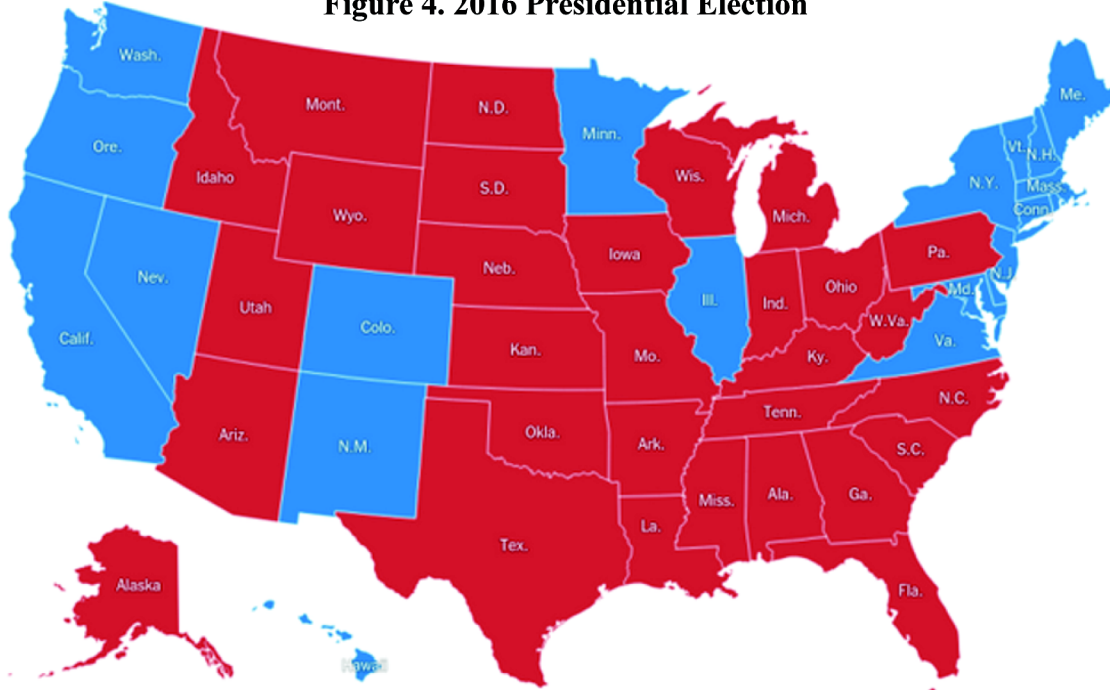 Figure 4. 2016 Presidential Election
Wash.
Mont.
N.D.
Minn.
Me.
Ore.
Idaho
S.D.
Wis.
Vt.
N.H.
Wyo.
Mich.
N.Y.
Mass.
Conn.
Nev.
Utah
Colo.
Neb.
Iowa
Ill.
Ind.
Ohio
Pa.
N.J.
Md.
Calif.
Kan.
Mo.
Ky.
W.Va.
Va.
Ariz.
N.M.
Okla.
Ark.
Tenn.
N.C.
S.C.
Tex.
La.
Miss.
Ala.
Ga.
Fla.
Alaska
Hawaii